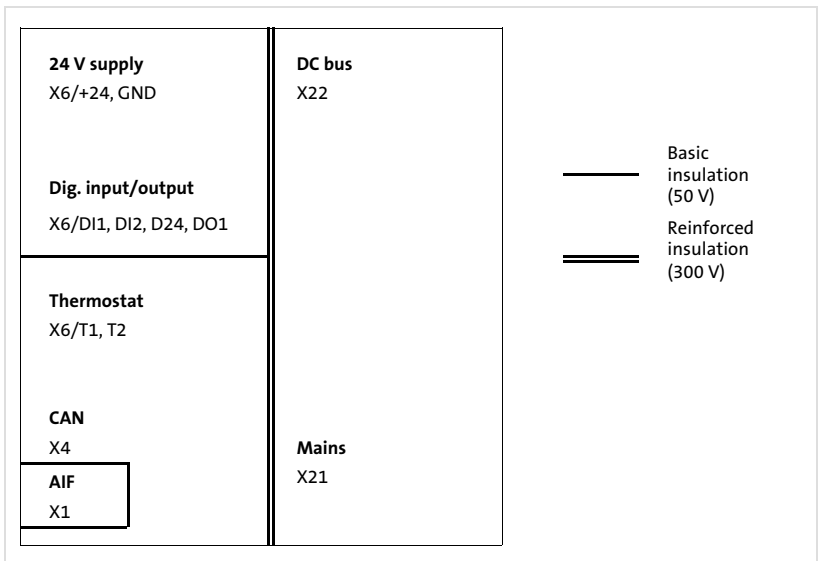 24 V supply
X6/+24, GND
Dig. input/output
X6/DI1, DI2, D24, DO1
Thermostat
X6/T1, T2
CAN
X4
AIF
X1
DC bus
X22
Mains
X21
Basic
insulation
(50 V)
Reinforced
insulation
(300 V)